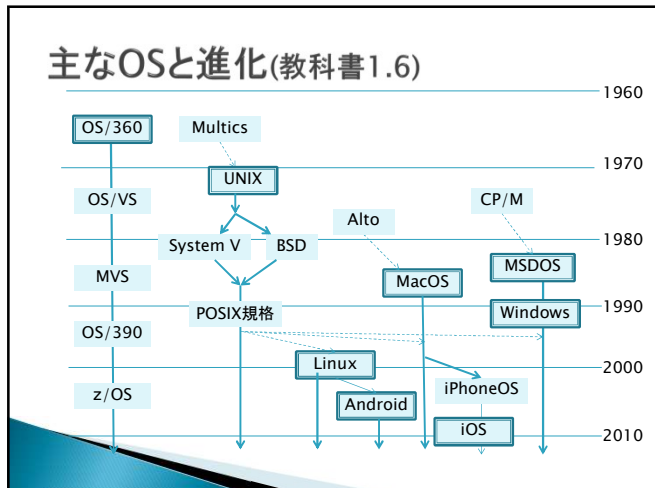 主なOSと進化(教科書1.6)
1960
OS/360
Multics
1970
UNIX
OS/VS
CP/M
Alto
1980
System V
BSD
MSDOS
MVS
MacOS
1990
POSIX規格
Windows
OS/390
Linux
2000
z/OS
iPhoneOS
Android
iOS
2010